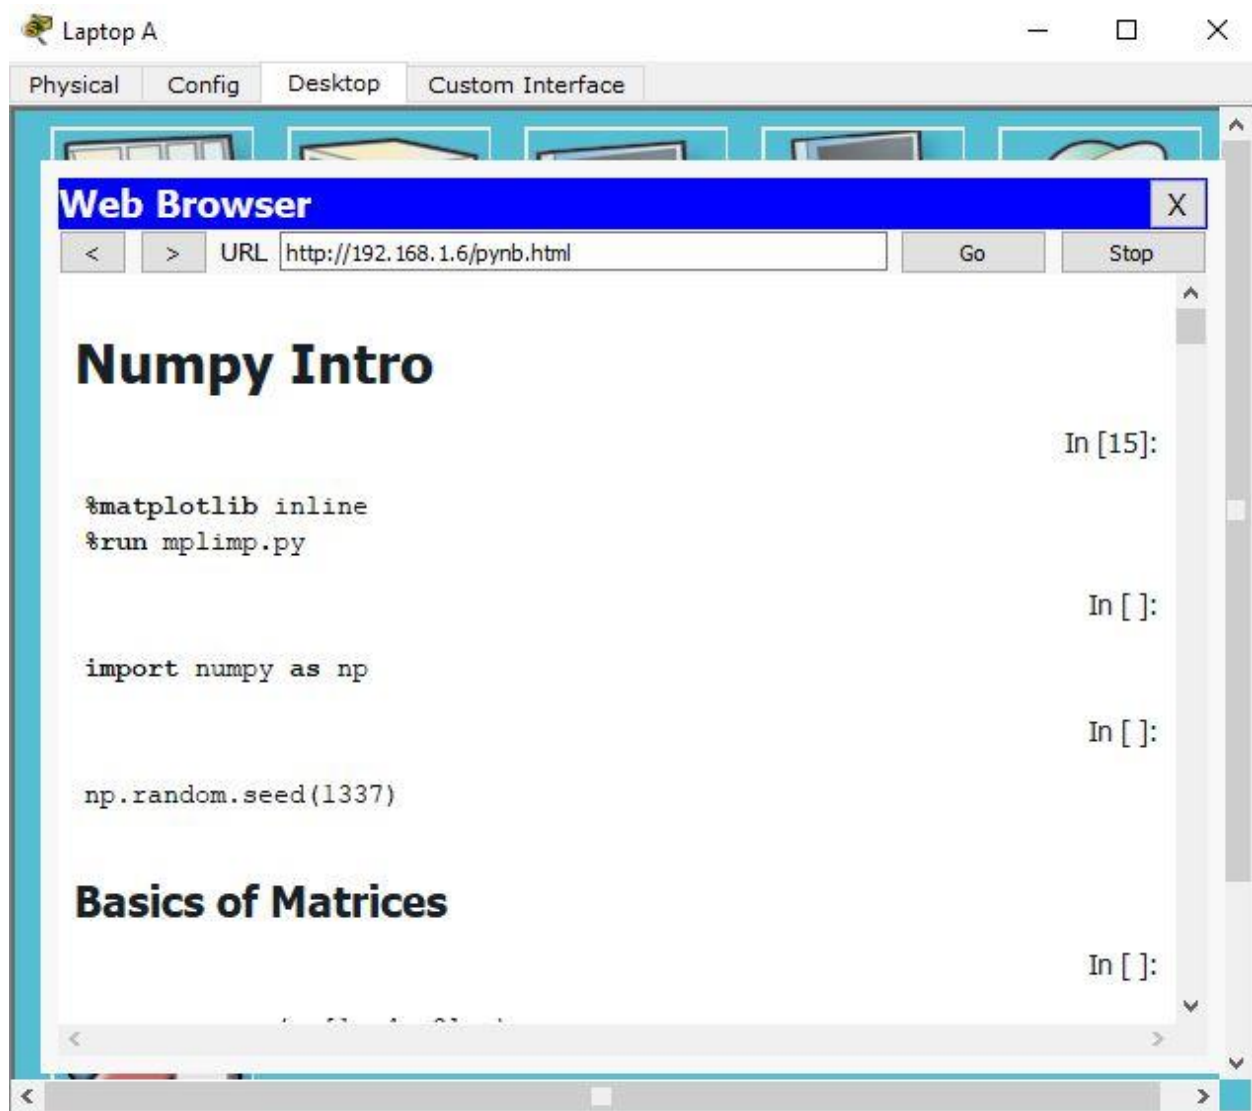 Laptop A
Physical Config Desktop Custom Interface
Web Browser X
< > URL http://192.168.1.6/pynb.html Go Stop
Numpy Intro
In [15]:
%matplotlib inline
%run mplimp.py
In [ ]:
import numpy as np
In [ ]:
np.random.seed(1337)
Basics of Matrices
In [ ]: